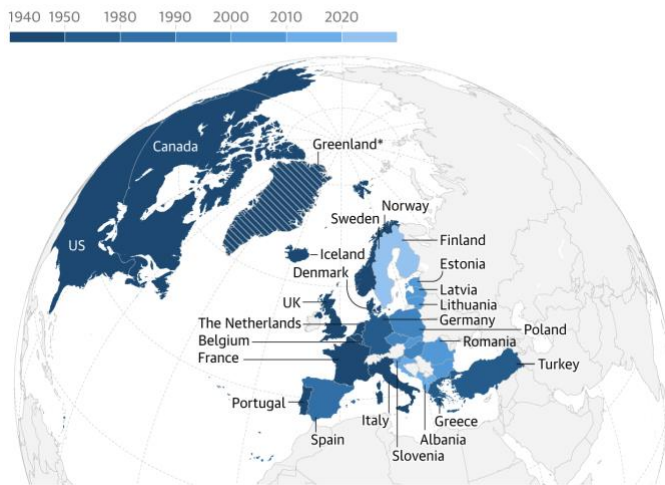 1940 1950 1980 1990 2000 2010 2020
Canada
Greenland*
US
Norway
Sweden
Finland
Iceland
Denmark
Estonia
Latvia
UK
Lithuania
The Netherlands
Germany
Belgium
Poland
Romania
France
Turkey
Portugal
Italy
Greece
Spain
Albania
Slovenia